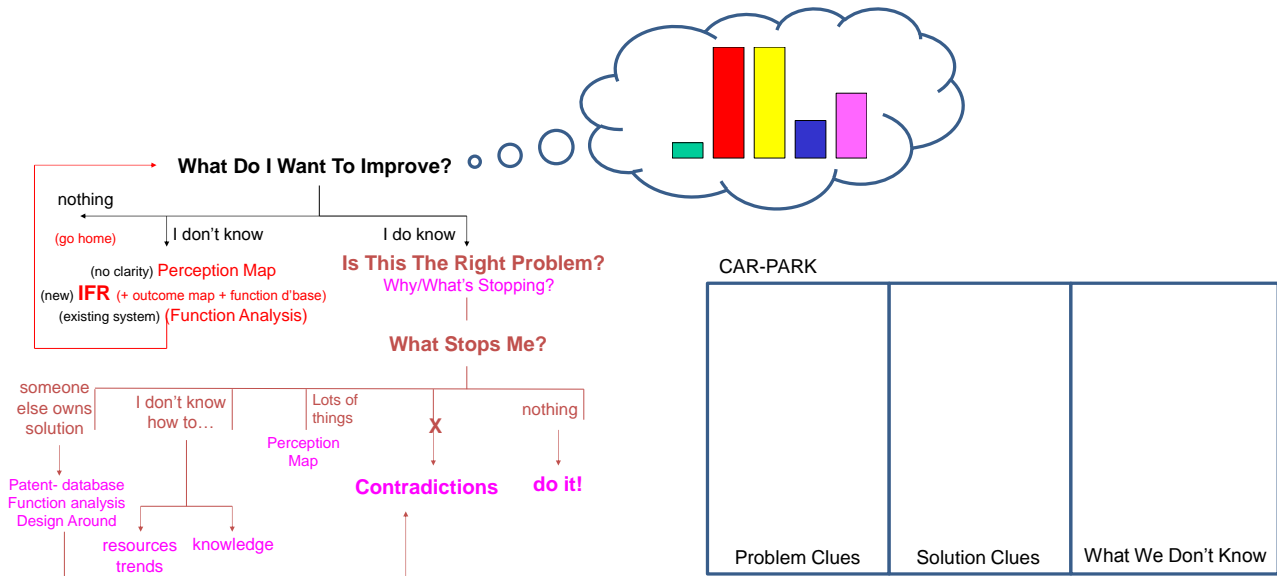 What Do I Want To Improve?
nothing
(go home)
I don't know
I do know
(no clarity) Perception Map
(new) IFR (+ outcome map + function d'base)
(existing system) (Function Analysis)
Is This The Right Problem?
Why/What's Stopping?
What Stops Me?
someone
else owns
solution
I don't know
how to…
Lots of
things
X
nothing
Perception
Map
Patent- database
Function analysis
Design Around
Contradictions
do it!
resources
trends
knowledge
CAR-PARK
Problem Clues
Solution Clues
What We Don't Know